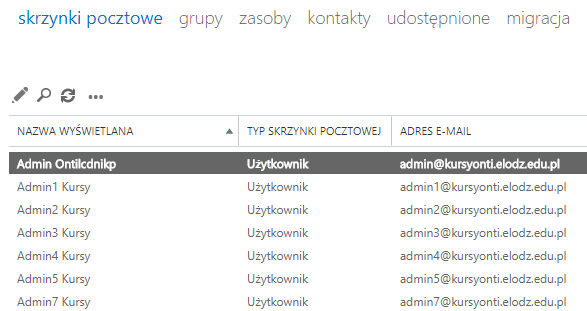 skrzynki pocztowe grupy zasoby kontakty udostępnione migracja
NAZWA WYŚWIETLANA TYP SKRZYNKI POCZTOWEJ ADRES E-MAIL
Admin Ontilcdnikp Użytkownik admin@kursyonti.elodz.edu.pl
Admin1 Kursy Użytkownik admin1@kursyonti.elodz.edu.pl
Admin2 Kursy Użytkownik admin2@kursyonti.elodz.edu.pl
Admin3 Kursy Użytkownik admin3@kursyonti.elodz.edu.pl
Admin4 Kursy Użytkownik admin4@kursyonti.elodz.edu.pl
Admin5 Kursy Użytkownik admin5@kursyonti.elodz.edu.pl
Admin7 Kursy Użytkownik admin7@kursyonti.elodz.edu.pl